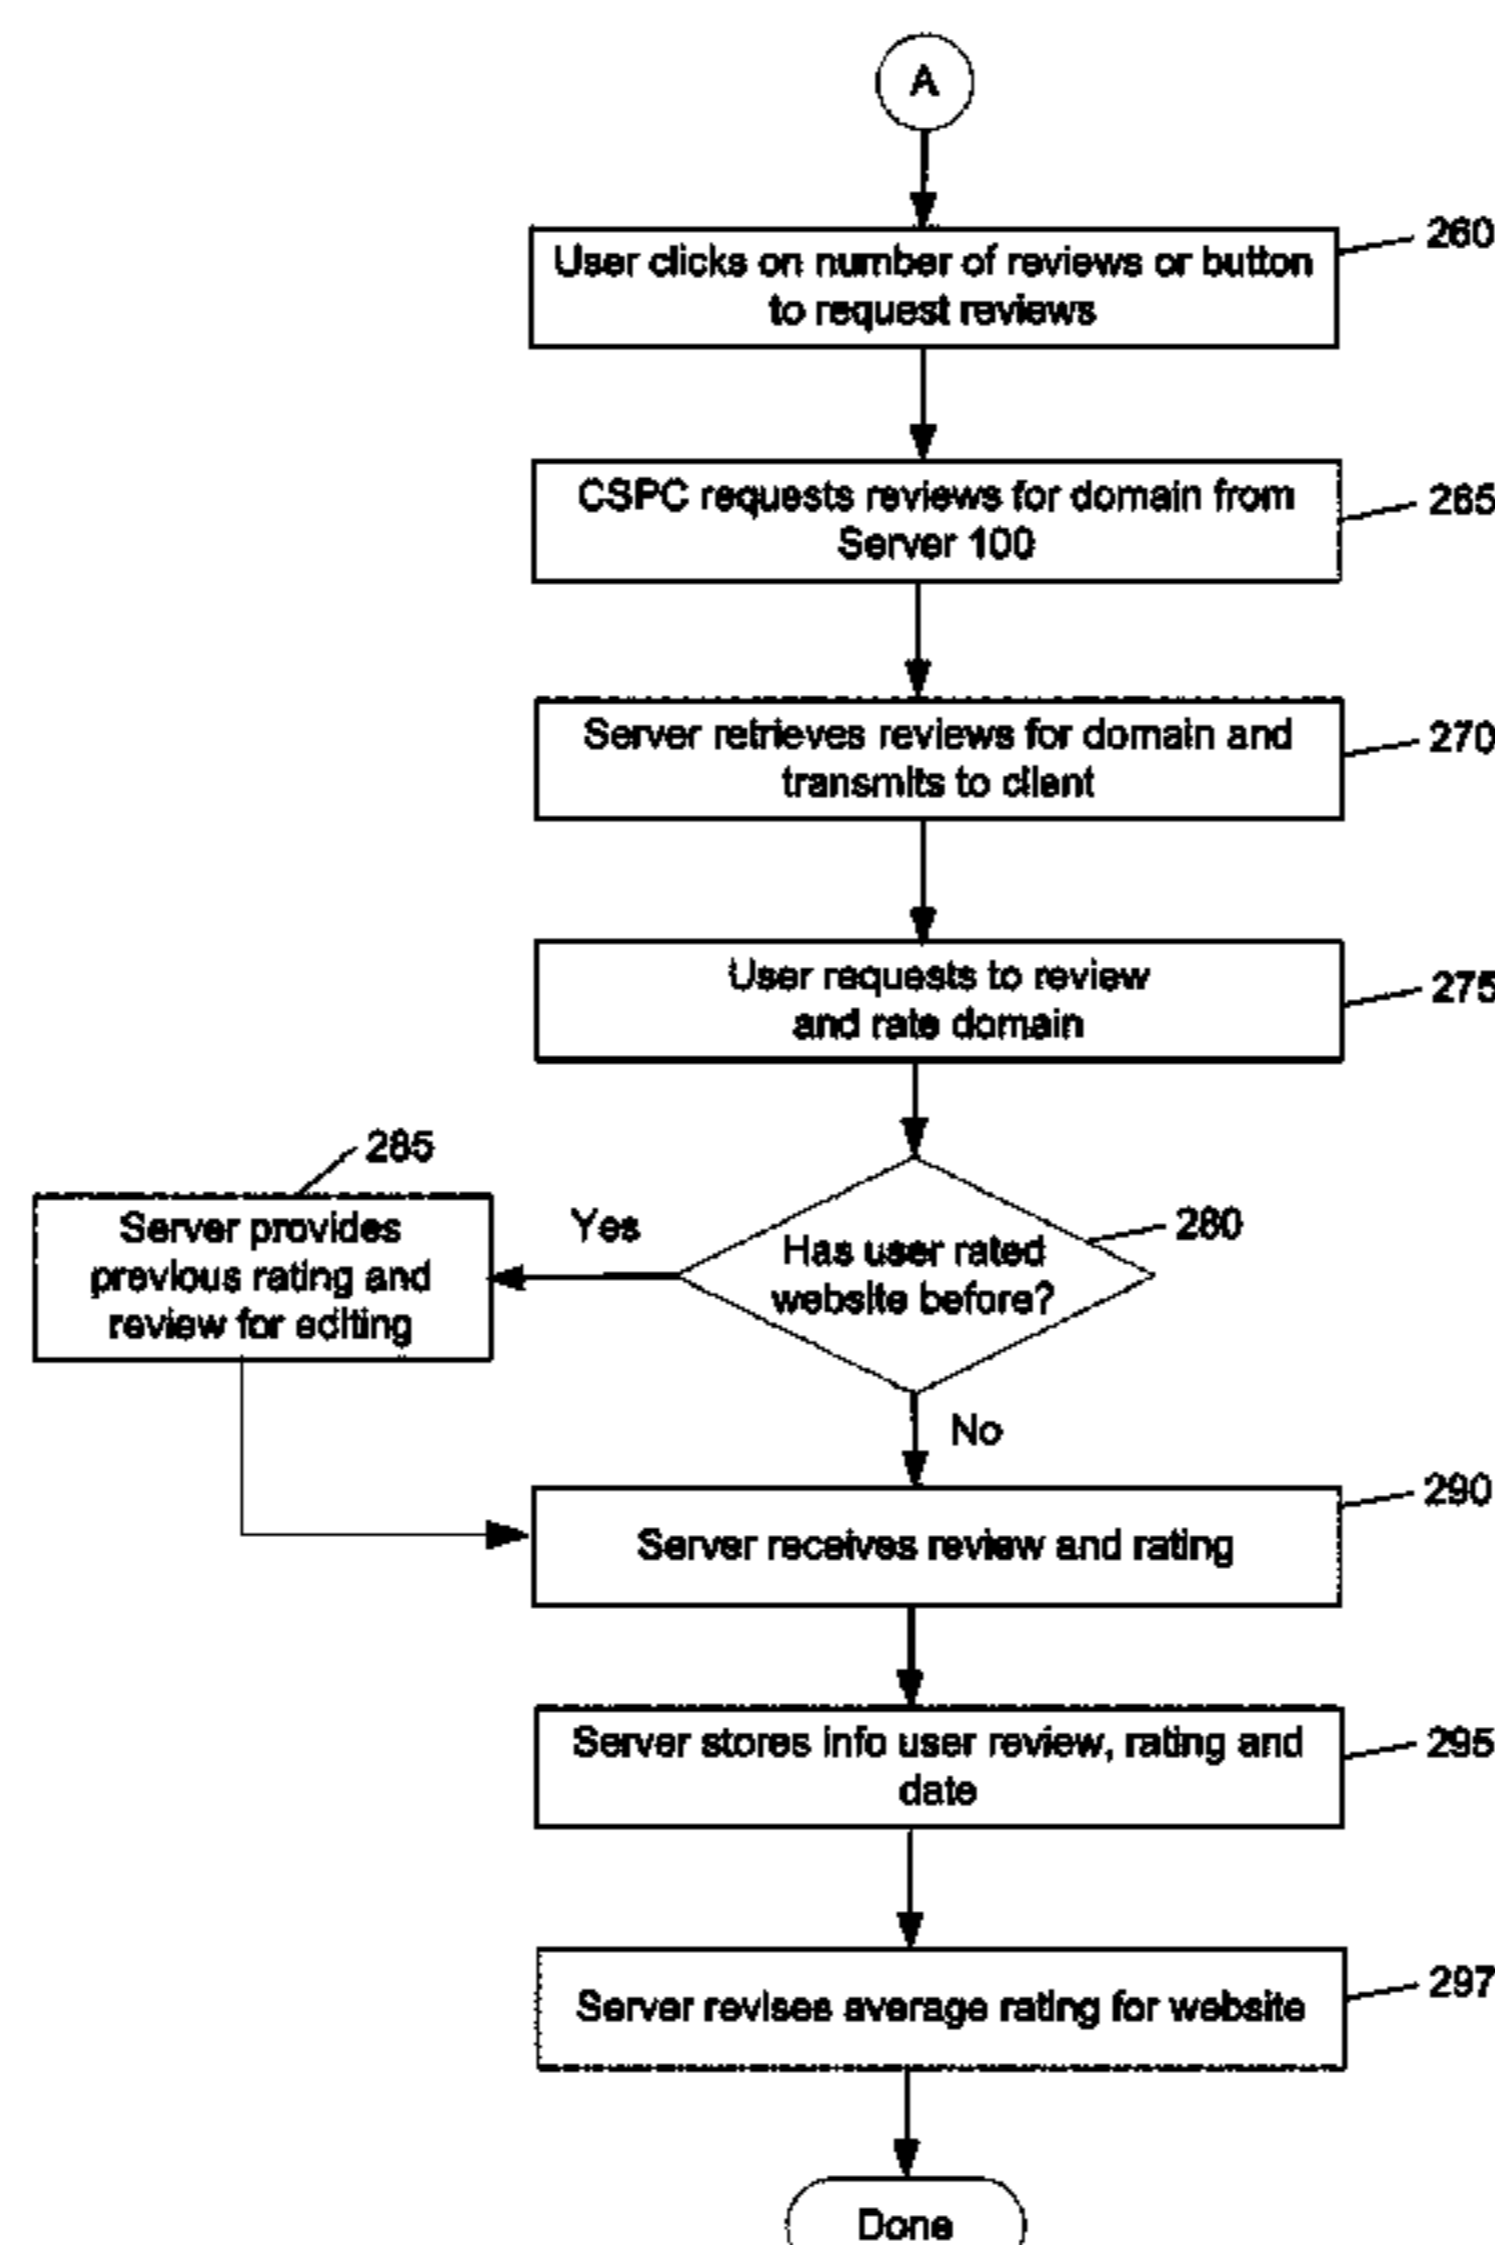 A
User clicks on number of reviews or button
to request reviews
260
CSPC requests reviews for domain from
Server 100
265
Server retrieves reviews for domain and
transmits to client
270
User requests to review
and rate domain
275
285
Server provides
previous rating and
review for editing
Yes
Has user rated
website before?
280
No
Server receives review and rating
290
Server stores info user review, rating and
date
295
Server revises average rating for website
297
Done